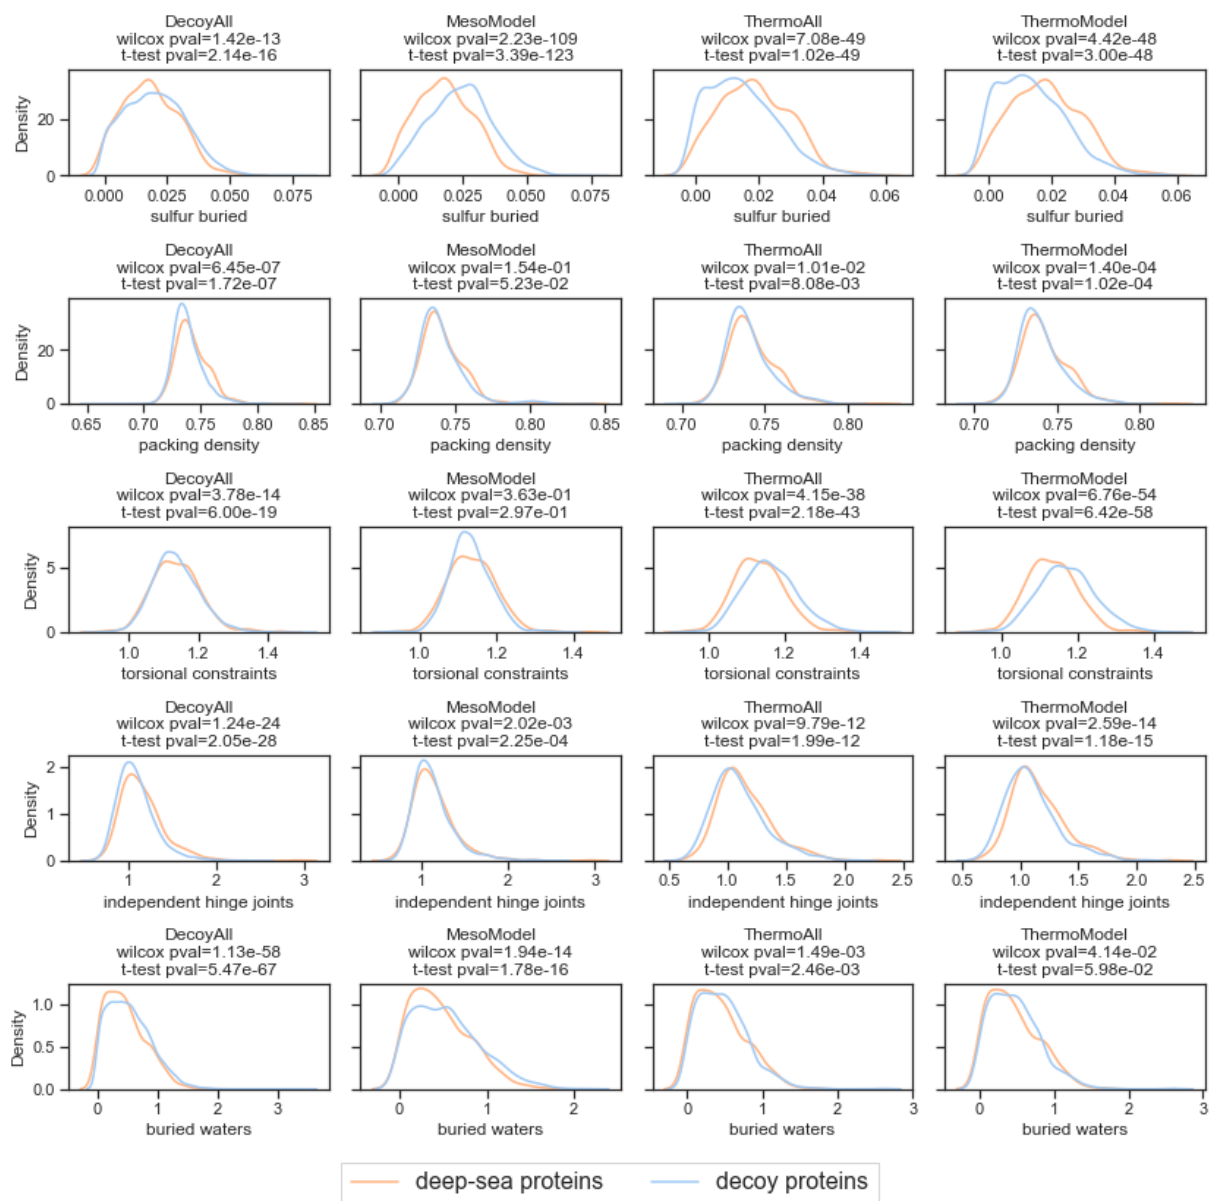 DecoyAll
wilcox pval=1.42e-13
t-test pval=2.14e-16
MesoModel
wilcox pval=2.23e-109
t-test pval=3.39e-123
ThermoAll
wilcox pval=7.08e-49
t-test pval=1.02e-49
ThermoModel
wilcox pval=4.42e-48
t-test pval=3.00e-48
Density
20
0
0.000 0.025 0.050 0.075
sulfur buried
0.000 0.025 0.050 0.075
sulfur buried
0.00 0.02 0.04 0.06
sulfur buried
0.00 0.02 0.04 0.06
sulfur buried
DecoyAll
wilcox pval=6.45e-07
t-test pval=1.72e-07
MesoModel
wilcox pval=1.54e-01
t-test pval=5.23e-02
ThermoAll
wilcox pval=1.01e-02
t-test pval=8.08e-03
ThermoModel
wilcox pval=1.40e-04
t-test pval=1.02e-04
Density
20
0
0.65 0.70 0.75 0.80 0.85
packing density
0.70 0.75 0.80 0.85
packing density
0.70 0.75 0.80
packing density
0.70 0.75 0.80
packing density
DecoyAll
wilcox pval=3.78e-14
t-test pval=6.00e-19
MesoModel
wilcox pval=3.63e-01
t-test pval=2.97e-01
ThermoAll
wilcox pval=4.15e-38
t-test pval=2.18e-43
ThermoModel
wilcox pval=6.76e-54
t-test pval=6.42e-58
Density
5
0
1.0 1.2 1.4
torsional constraints
1.0 1.2 1.4
torsional constraints
1.0 1.2 1.4
torsional constraints
1.0 1.2 1.4
torsional constraints
DecoyAll
wilcox pval=1.24e-24
t-test pval=2.05e-28
MesoModel
wilcox pval=2.02e-03
t-test pval=2.25e-04
ThermoAll
wilcox pval=9.79e-12
t-test pval=1.99e-12
ThermoModel
wilcox pval=2.59e-14
t-test pval=1.18e-15
Density
2
1
0
1 2 3
independent hinge joints
1 2 3
independent hinge joints
0.5 1.0 1.5 2.0 2.5
independent hinge joints
0.5 1.0 1.5 2.0 2.5
independent hinge joints
DecoyAll
wilcox pval=1.13e-58
t-test pval=5.47e-67
MesoModel
wilcox pval=1.94e-14
t-test pval=1.78e-16
ThermoAll
wilcox pval=1.49e-03
t-test pval=2.46e-03
ThermoModel
wilcox pval=4.14e-02
t-test pval=5.98e-02
Density
1.0
0.5
0.0
0 1 2 3
buried waters
0 1 2
buried waters
0 1 2 3
buried waters
0 1 2 3
buried waters
deep-sea proteins
decoy proteins